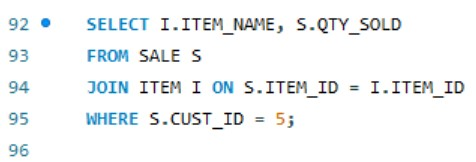 92 SELECT I.ITEM_NAME, S.QTY_SOLD
93 FROM SALE S
94 JOIN ITEM I ON S.ITEM_ID = I.ITEM_ID
95 WHERE S.CUST_ID = 5;
96